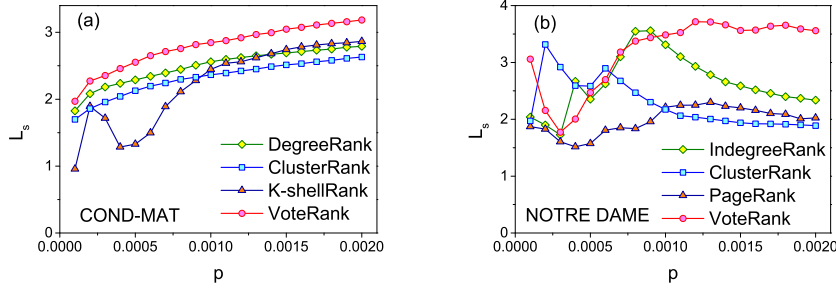 (a)
3
2
1
0
L_s
DegreeRank
ClusterRank
K-shellRank
VoteRank
COND-MAT
0.0000 0.0005 0.0010 0.0015 0.0020
p
(b)
4
3
2
1
0
L_s
IndegreeRank
ClusterRank
PageRank
VoteRank
NOTRE DAME
0.0000 0.0005 0.0010 0.0015 0.0020
p